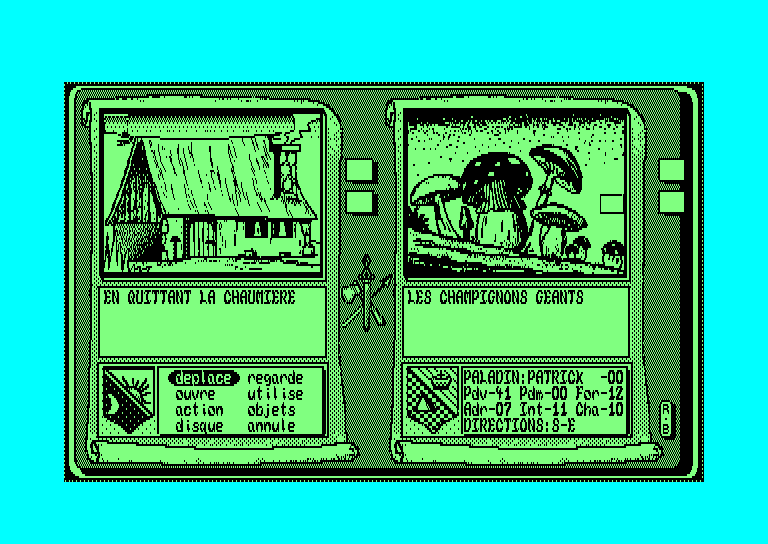 EN QUITTANT LA CHAUMIERE
LES CHAMPIGNONS GEANTS
deplace regarde
ouvre utilise
action objets
disque annule
PALADIN:PATRICK -00
Pdv-41 Pdm-00 For-12
Adr-07 Int-11 Cha-10
DIRECTIONS:S-E
R
B